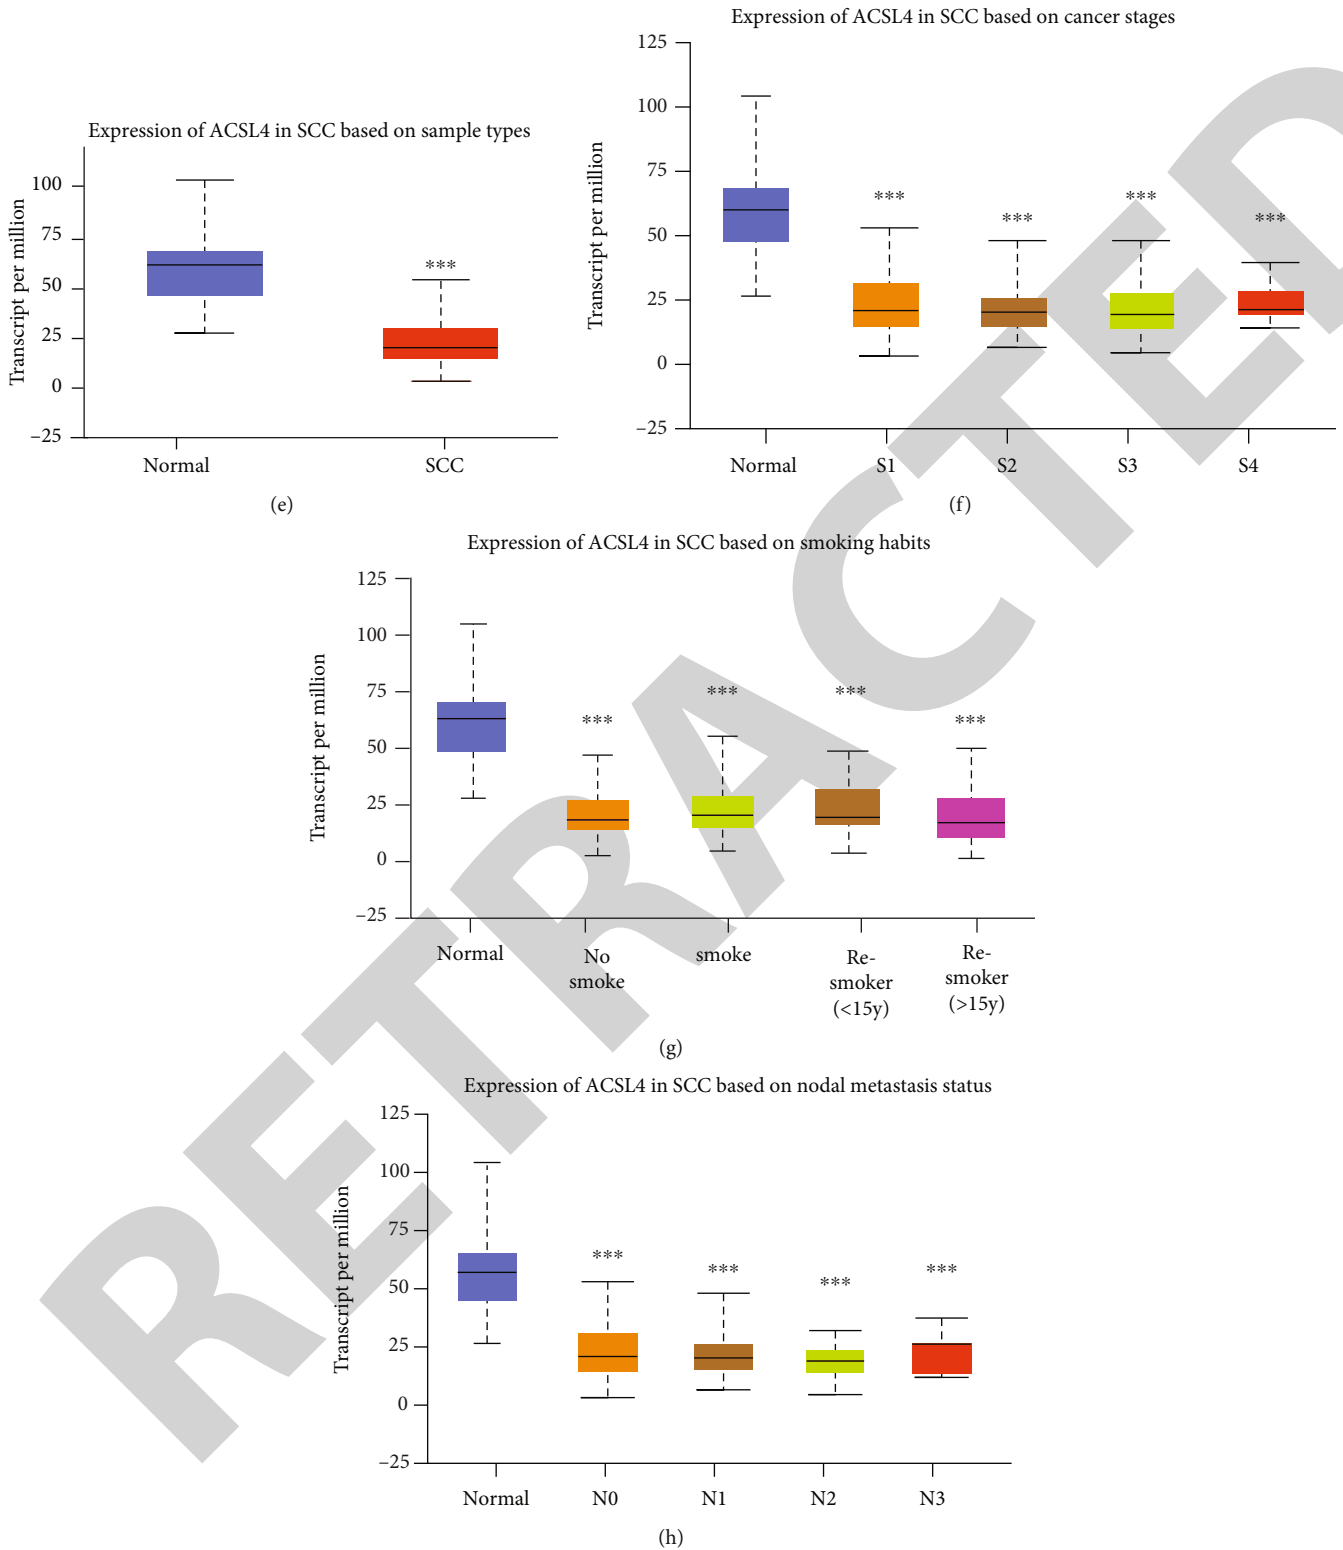 Expression of ACSL4 in SCC based on sample types
Transcript per million
100
75
50
25
0
−25
***
Normal
SCC
(e)
Expression of ACSL4 in SCC based on cancer stages
Transcript per million
125
100
75
50
25
0
−25
***
***
***
***
Normal
S1
S2
S3
S4
(f)
Expression of ACSL4 in SCC based on smoking habits
Transcript per million
125
100
75
50
25
0
−25
***
***
***
***
Normal
No
smoke
smoke
Re-
smoker
(<15y)
Re-
smoker
(>15y)
(g)
Expression of ACSL4 in SCC based on nodal metastasis status
Transcript per million
125
100
75
50
25
0
−25
***
***
***
***
Normal
N0
N1
N2
N3
(h)
RETRACTED